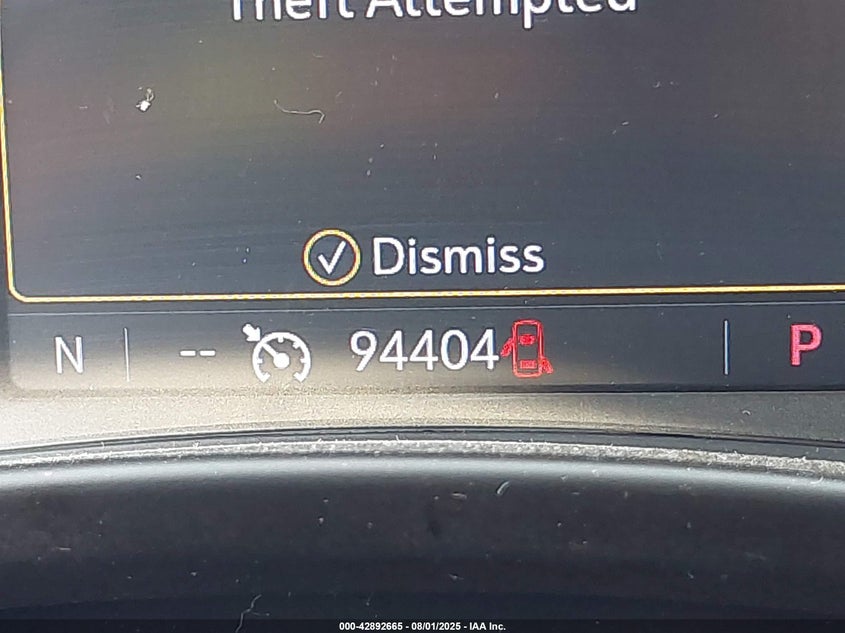 Theft Attempted
Dismiss
N -- 94404 P
000-42892665 - 08/01/2025 - IAA Inc.